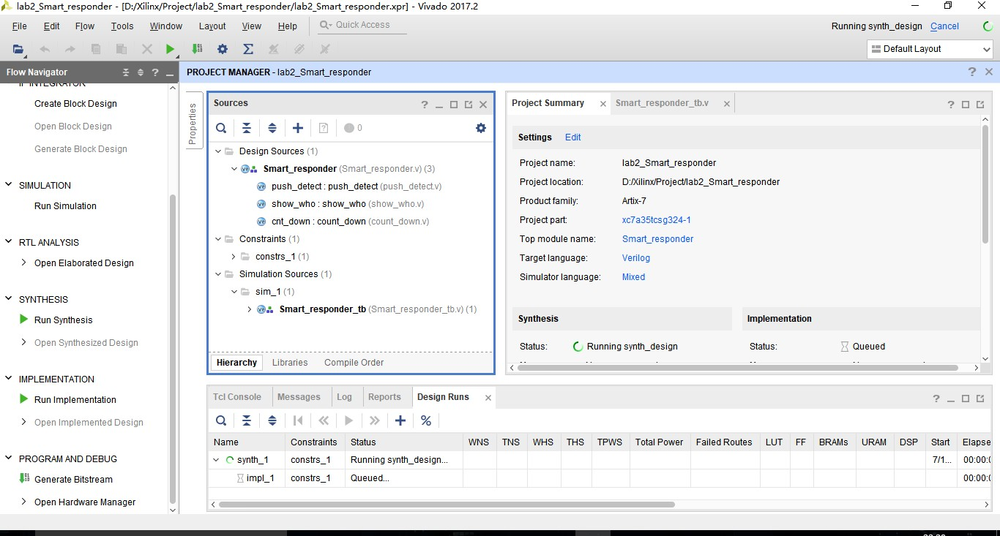 lab2_Smart_responder - [D:/Xilinx/Project/lab2_Smart_responder/lab2_Smart_responder.xpr] - Vivado 2017.2
File Edit Flow Tools Window Layout View Help Quick Access
Running synth_design Cancel
Default Layout
Flow Navigator
IP INTEGRATOR
Create Block Design
Open Block Design
Generate Block Design
SIMULATION
Run Simulation
RTL ANALYSIS
Open Elaborated Design
SYNTHESIS
Run Synthesis
Open Synthesized Design
IMPLEMENTATION
Run Implementation
Open Implemented Design
PROGRAM AND DEBUG
Generate Bitstream
Open Hardware Manager
PROJECT MANAGER - lab2_Smart_responder
Properties
Sources
0
Design Sources (1)
Smart_responder (Smart_responder.v) (3)
push_detect : push_detect (push_detect.v)
show_who : show_who (show_who.v)
cnt_down : count_down (count_down.v)
Constraints (1)
constrs_1 (1)
Simulation Sources (1)
sim_1 (1)
Smart_responder_tb (Smart_responder_tb.v) (1)
Hierarchy Libraries Compile Order
Project Summary Smart_responder_tb.v
Settings Edit
Project name: lab2_Smart_responder
Project location: D:/Xilinx/Project/lab2_Smart_responder
Product family: Artix-7
Project part: xc7a35tcsg324-1
Top module name: Smart_responder
Target language: Verilog
Simulator language: Mixed
Synthesis
Status: Running synth_design
Implementation
Status: Queued
Tcl Console Messages Log Reports Design Runs
Name Constraints Status WNS TNS WHS THS TPWS Total Power Failed Routes LUT FF BRAMs URAM DSP Start Elapse
synth_1 constrs_1 Running synth_design... 7/1... 00:00:0
impl_1 constrs_1 Queued... 00:00:0